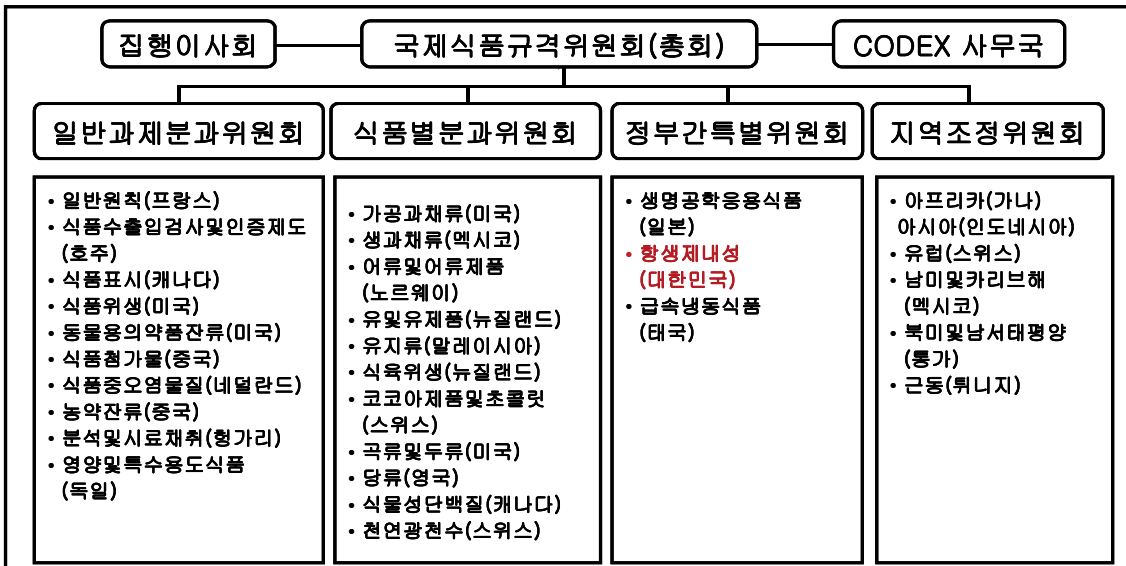 집행이사회
국제식품규격위원회(총회)
CODEX 사무국
일반과제분과위원회
식품별분과위원회
정부간특별위원회
지역조정위원회
• 일반원칙(프랑스)
• 식품수출입검사및인증제도
(호주)
• 식품표시(캐나다)
• 식품위생(미국)
• 동물용의약품잔류(미국)
• 식품첨가물(중국)
• 식품중오염물질(네덜란드)
• 농약잔류(중국)
• 분석및시료채취(헝가리)
• 영양및특수용도식품
(독일)
• 가공과채류(미국)
• 생과채류(멕시코)
• 어류및어류제품
(노르웨이)
• 유및유제품(뉴질랜드)
• 유지류(말레이시아)
• 식육위생(뉴질랜드)
• 코코아제품및초콜릿
(스위스)
• 곡류및두류(미국)
• 당류(영국)
• 식물성단백질(캐나다)
• 천연광천수(스위스)
• 생명공학응용식품
(일본)
• 항생제내성
(대한민국)
• 급속냉동식품
(태국)
• 아프리카(가나)
아시아(인도네시아)
• 유럽(스위스)
• 남미및카리브해
(멕시코)
• 북미및남서태평양
(통가)
• 근동(튀니지)